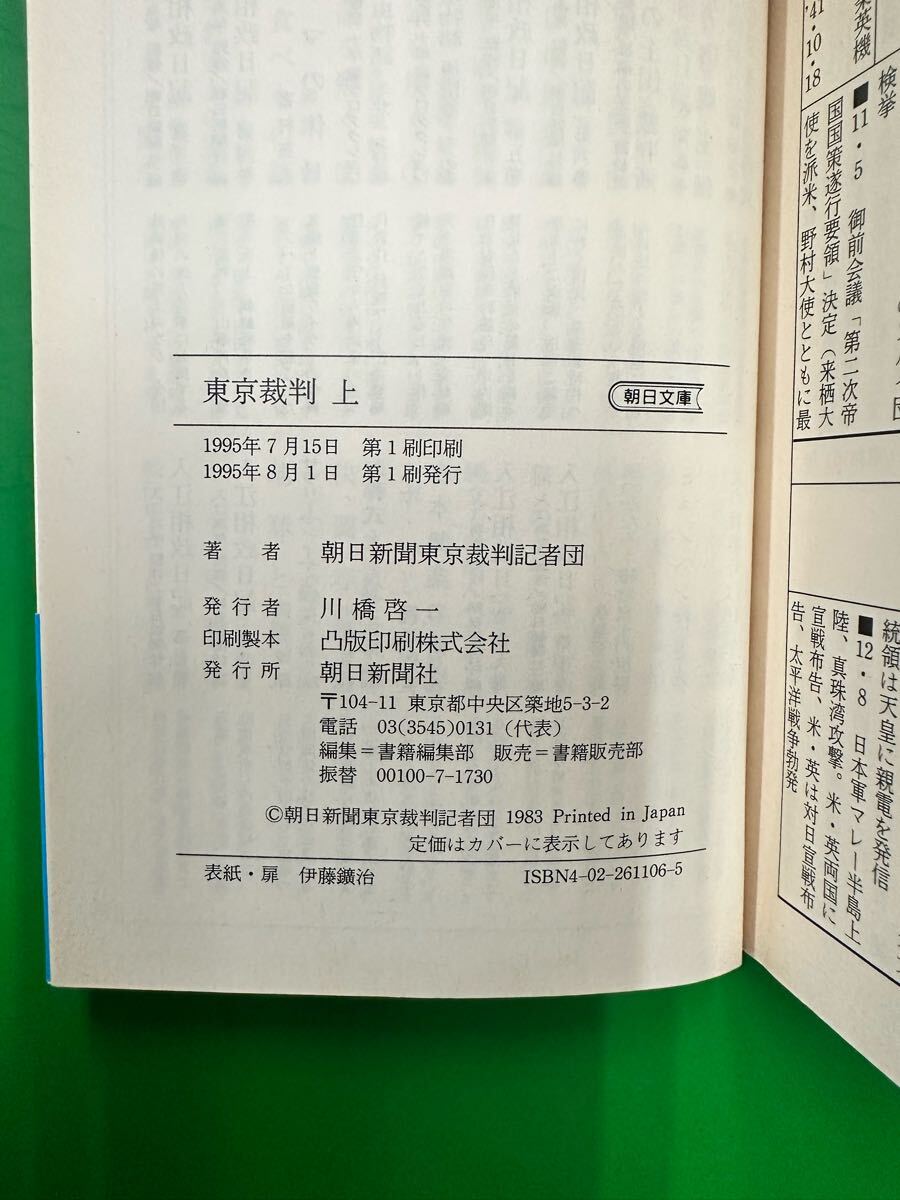 東京裁判 上
朝日文庫
1995年7月15日 第1刷印刷
1995年8月1日 第1刷発行
著者 朝日新聞東京裁判記者団
発行者 川橋啓一
印刷製本 凸版印刷株式会社
発行所 朝日新聞社
〒104-11 東京都中央区築地5-3-2
電話 03(3545)0131(代表)
編集=書籍編集部 販売=書籍販売部
振替 00100-7-1730
©朝日新聞東京裁判記者団 1983 Printed in Japan
定価はカバーに表示してあります
表紙・扉 伊藤鑛治
ISBN4-02-261106-5
英機
'41・10・18
検挙
■11・5 御前会議「第二次帝
国国策遂行要領」決定(来栖大
使を派米、野村大使とともに最
統領は天皇に親電を発信
■12・8 日本軍マレー半島上
陸、真珠湾攻撃。米・英両国に
宣戦布告、米・英は対日宣戦布
告、太平洋戦争勃発